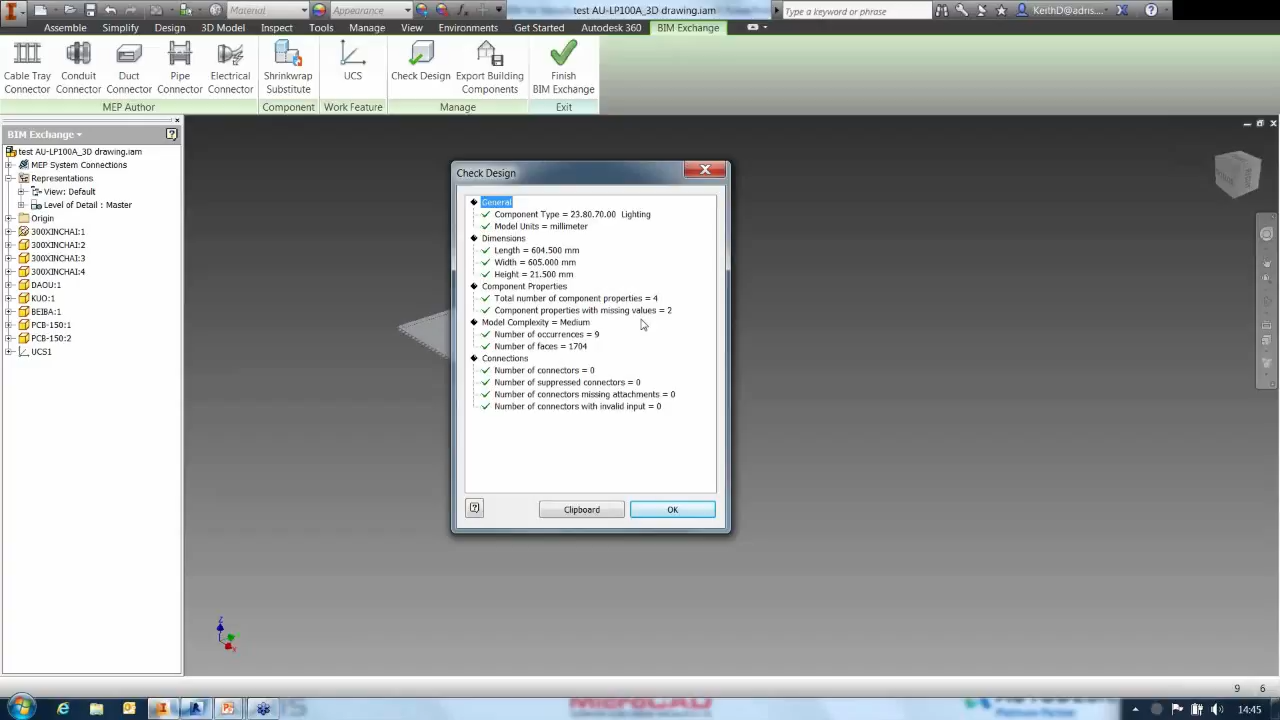 Material
Appearance
test AU-LP100A_3D drawing.iam
Type a keyword or phrase
KeithD@adris...
Assemble
Simplify
Design
3D Model
Inspect
Tools
Manage
View
Environments
Get Started
Autodesk 360
BIM Exchange
Cable Tray
Connector
Conduit
Connector
Duct
Connector
Pipe
Connector
Electrical
Connector
Shrinkwrap
Substitute
UCS
Check Design
Export Building
Components
Finish
BIM Exchange
MEP Author
Component
Work Feature
Manage
Exit
BIM Exchange
test AU-LP100A_3D drawing.iam
MEP System Connections
Representations
View: Default
Level of Detail : Master
Origin
300XINCHAI:1
300XINCHAI:2
300XINCHAI:3
300XINCHAI:4
DAOU:1
KUO:1
BEIBA:1
PCB-150:1
PCB-150:2
UCS1
Check Design
General
Component Type = 23.80.70.00 Lighting
Model Units = millimeter
Dimensions
Length = 604.500 mm
Width = 605.000 mm
Height = 21.500 mm
Component Properties
Total number of component properties = 4
Component properties with missing values = 2
Model Complexity = Medium
Number of occurrences = 9
Number of faces = 1704
Connections
Number of connectors = 0
Number of suppressed connectors = 0
Number of connectors missing attachments = 0
Number of connectors with invalid input = 0
Clipboard
OK
Z
9
6
14:45